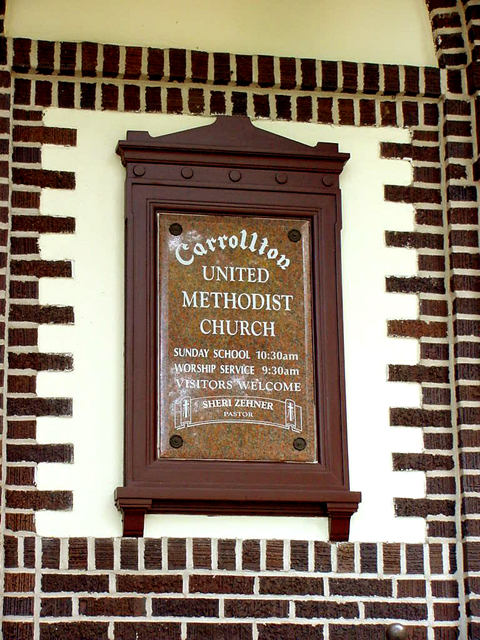 Carrollton
UNITED
METHODIST
CHURCH
SUNDAY SCHOOL 10:30am
WORSHIP SERVICE 9:30am
VISITORS WELCOME
SHERI ZEHNER
PASTOR